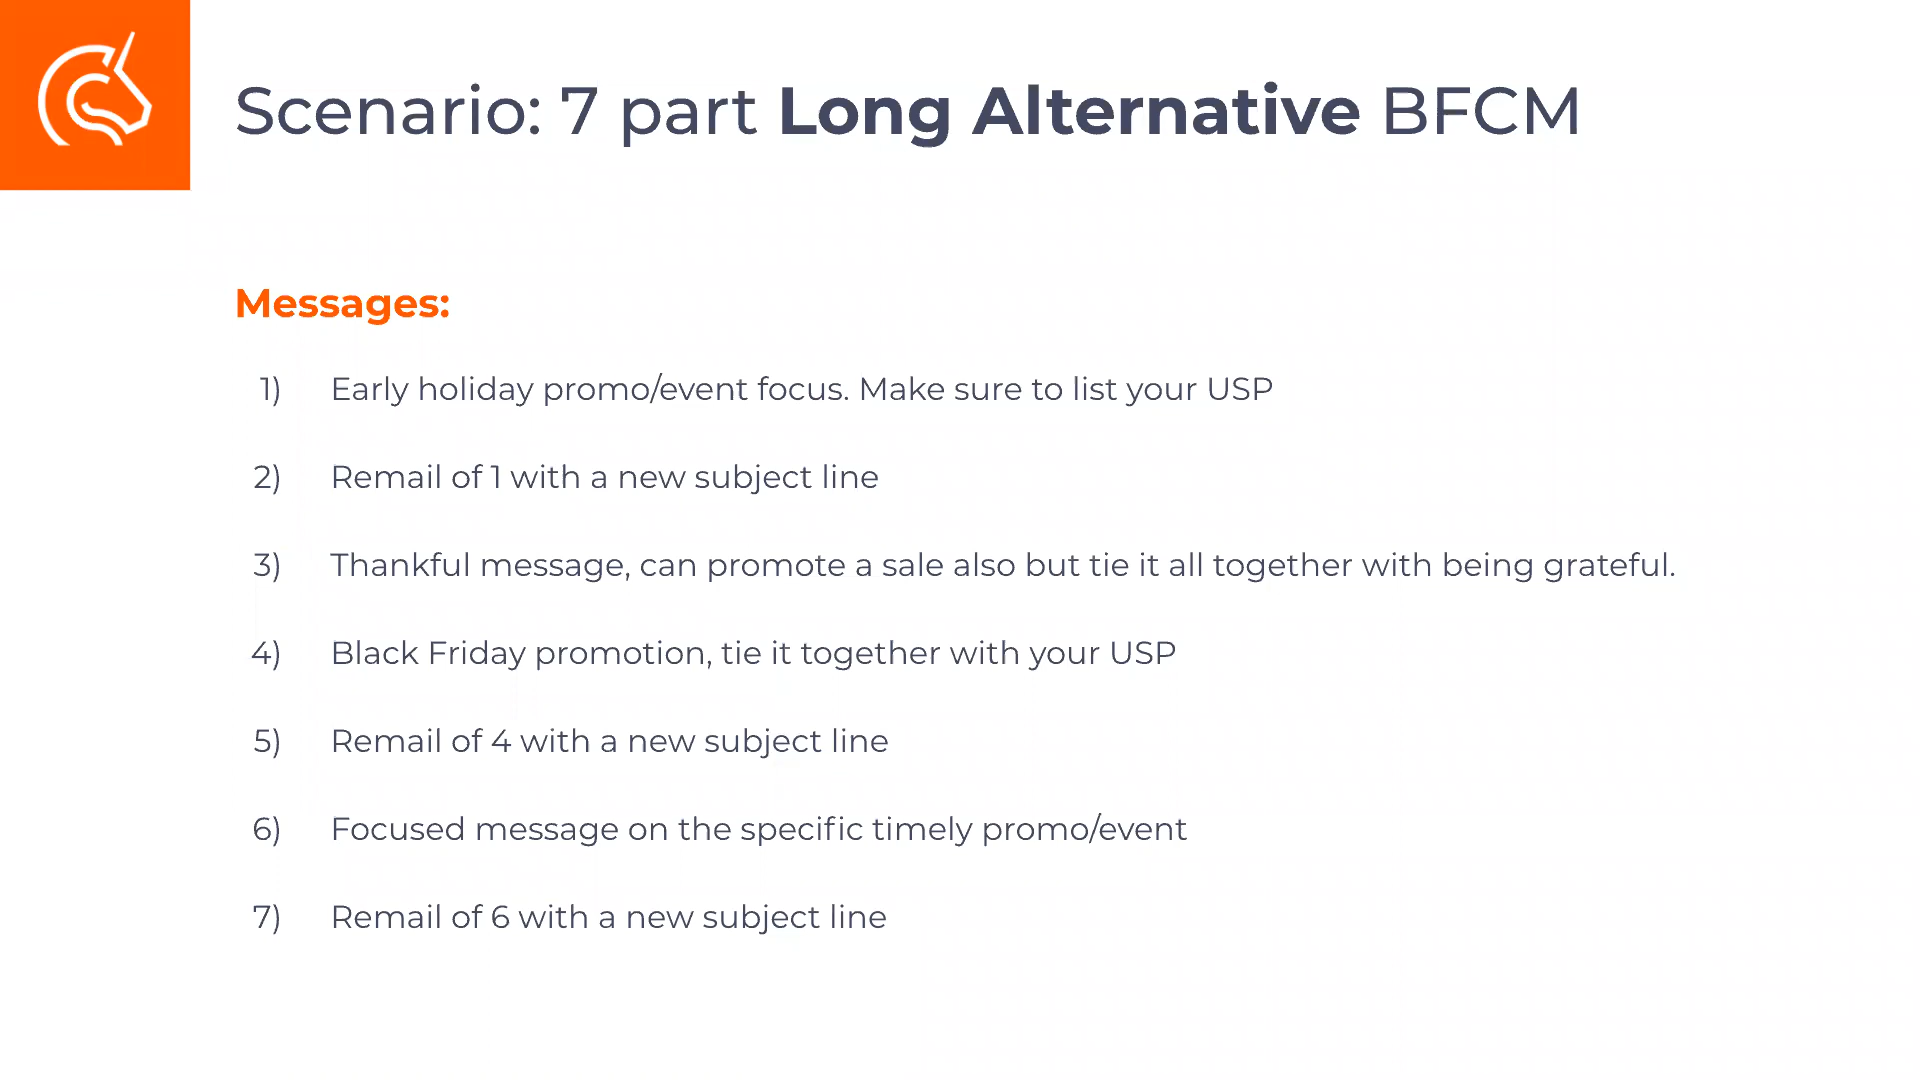 Scenario: 7 part Long Alternative BFCM
Messages:
1) Early holiday promo/event focus. Make sure to list your USP
2) Remail of 1 with a new subject line
3) Thankful message, can promote a sale also but tie it all together with being grateful.
4) Black Friday promotion, tie it together with your USP
5) Remail of 4 with a new subject line
6) Focused message on the specific timely promo/event
7) Remail of 6 with a new subject line